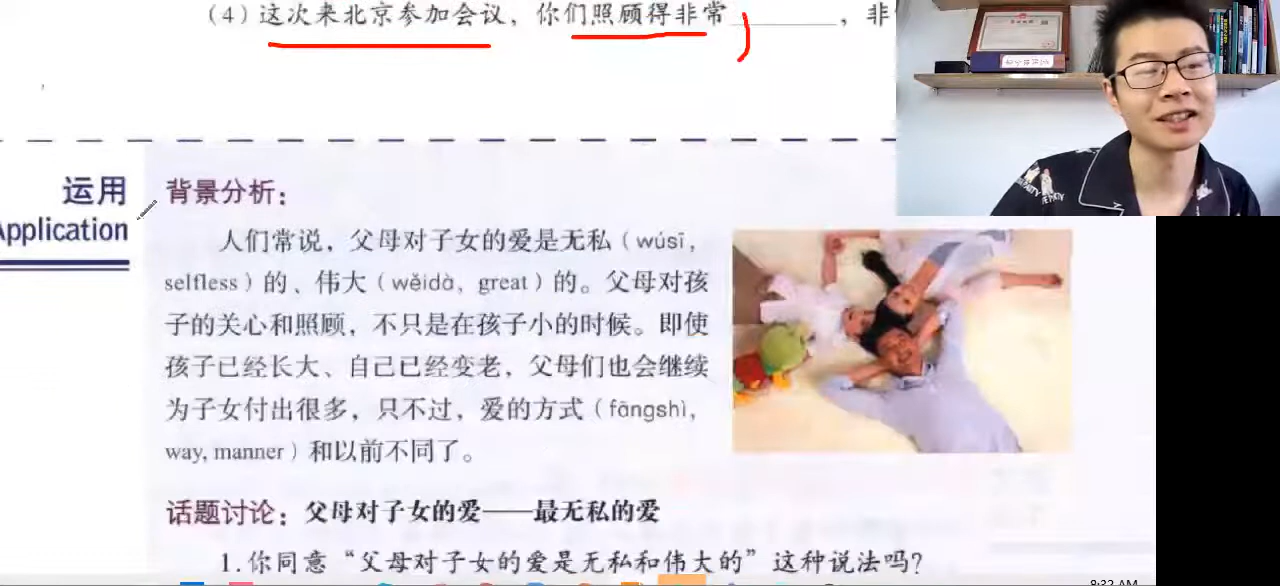 (4) 这次来北京参加会议，你们照顾得非常________，非
运用
Application
背景分析：
人们常说，父母对子女的爱是无私（wúsī,
selfless）的、伟大（wěidà, great）的。父母对孩
子的关心和照顾，不只是在孩子小的时候。即使
孩子已经长大、自己已经变老，父母们也会继续
为子女付出很多，只不过，爱的方式（fāngshì,
way, manner）和以前不同了。
话题讨论：父母对子女的爱——最无私的爱
1.你同意“父母对子女的爱是无私和伟大的”这种说法吗？